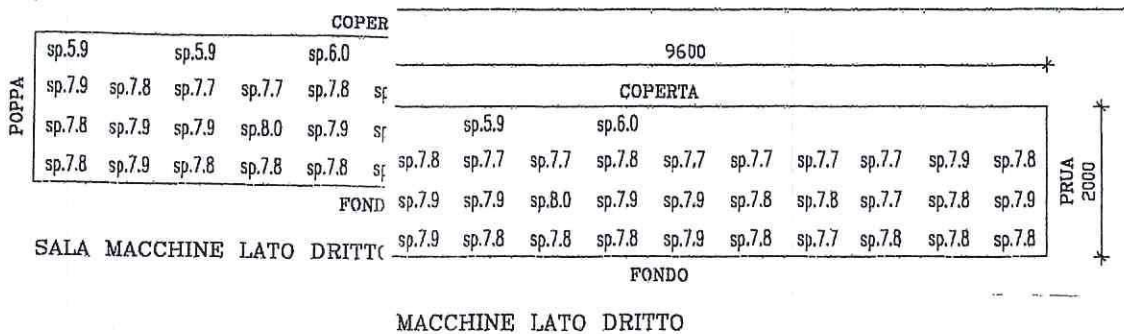 COPER
sp.5.9 sp.5.9 sp.6.0
sp.7.9 sp.7.8 sp.7.7 sp.7.7 sp.7.8 sp
sp.7.8 sp.7.9 sp.7.9 sp.8.0 sp.7.9 sp
sp.7.8 sp.7.9 sp.7.8 sp.7.8 sp.7.8 sp
POPPA
FOND
SALA MACCHINE LATO DRITTO
9600
COPERTA
sp.5.9 sp.6.0
sp.7.8 sp.7.7 sp.7.7 sp.7.8 sp.7.7 sp.7.7 sp.7.7 sp.7.7 sp.7.9 sp.7.8
sp.7.9 sp.7.9 sp.8.0 sp.7.9 sp.7.9 sp.7.8 sp.7.8 sp.7.7 sp.7.8 sp.7.9
sp.7.9 sp.7.8 sp.7.8 sp.7.8 sp.7.9 sp.7.8 sp.7.7 sp.7.8 sp.7.8 sp.7.8
PRUA
2000
FONDO
MACCHINE LATO DRITTO